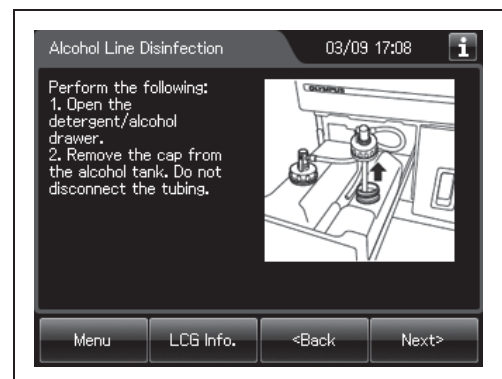 Alcohol Line Disinfection 03/09 17:08 i
Perform the following:
1. Open the
detergent/alcohol
drawer.
2. Remove the cap from
the alcohol tank. Do not
disconnect the tubing.
OLYMPUS
Menu LCG Info. <Back Next>